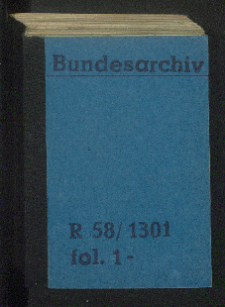 Bundesarchiv
R 58/1301
fol. 1-